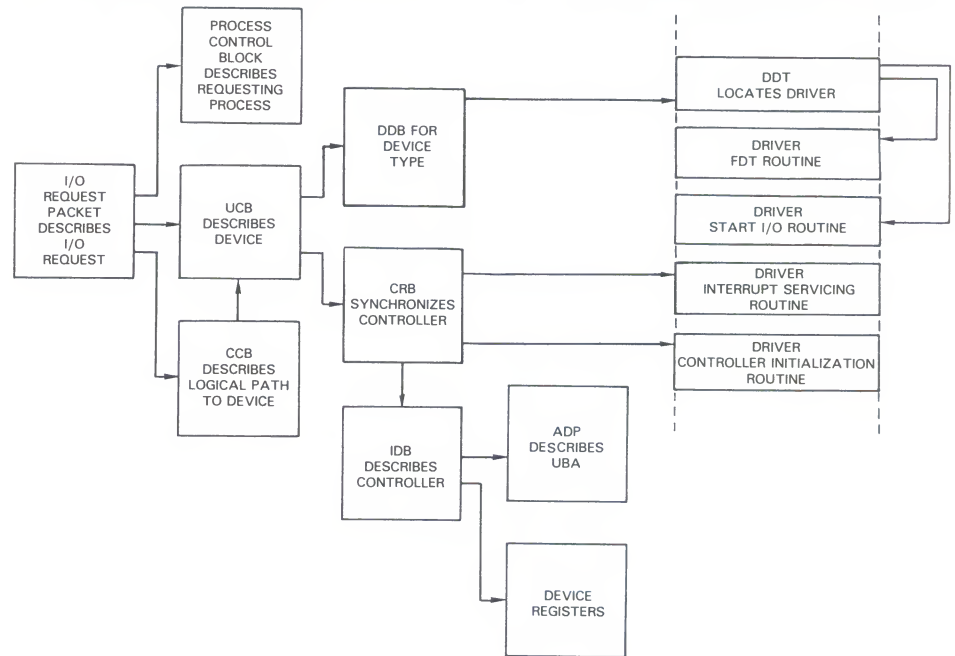 PROCESS
CONTROL
BLOCK
DESCRIBES
REQUESTING
PROCESS
DDB FOR
DEVICE
TYPE
DDT
LOCATES DRIVER
DRIVER
FDT ROUTINE
I/O
REQUEST
PACKET
DESCRIBES
I/O
REQUEST
UCB
DESCRIBES
DEVICE
DRIVER
START I/O ROUTINE
CRB
SYNCHRONIZES
CONTROLLER
DRIVER
INTERRUPT SERVICING
ROUTINE
CCB
DESCRIBES
LOGICAL PATH
TO DEVICE
DRIVER
CONTROLLER INITIALIZATION
ROUTINE
IDB
DESCRIBES
CONTROLLER
ADP
DESCRIBES
UBA
DEVICE
REGISTERS